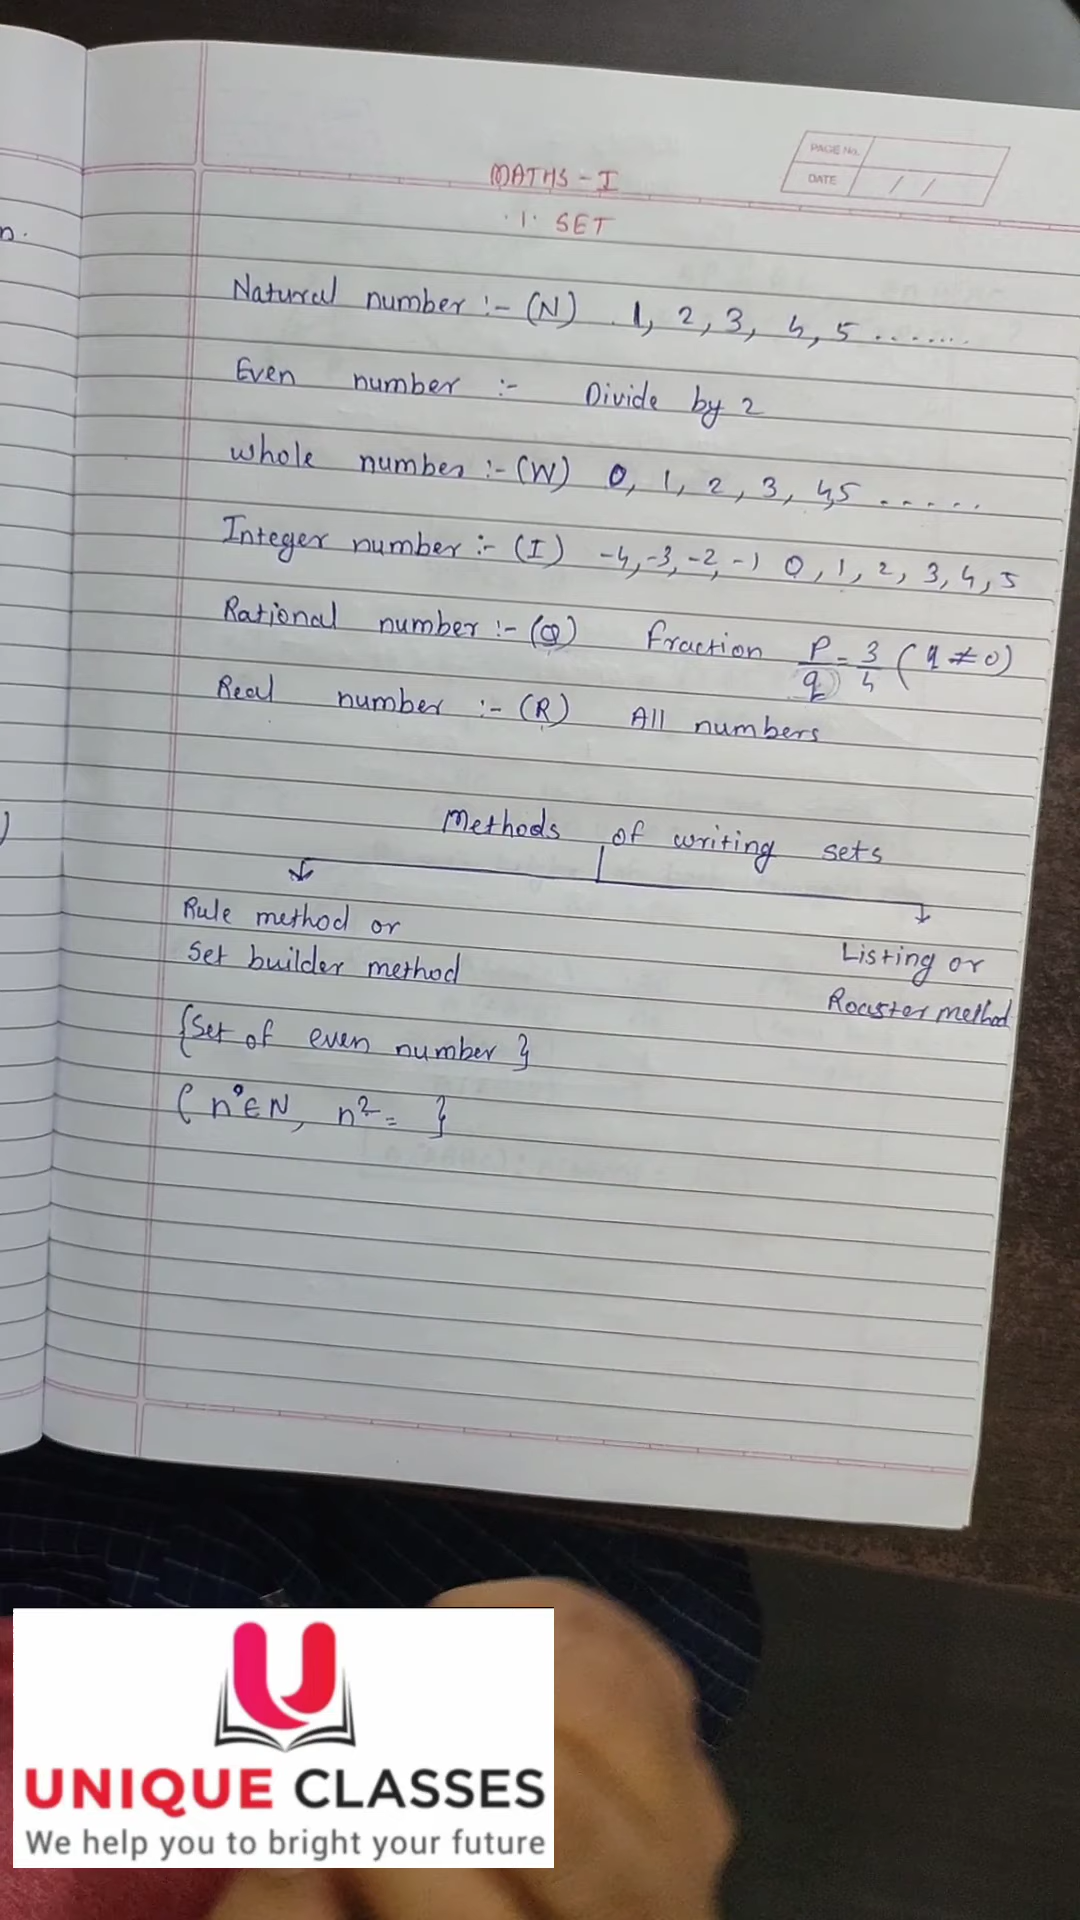 PAGE No.
DATE / /
MATHS - I
1. SET
n.
Natural number :- (N) 1, 2, 3, 4, 5 .......
Even number :- Divide by 2
Whole number :- (W) 0, 1, 2, 3, 4,5 .....
Integer number :- (I) -4,-3,-2,-1 0, 1, 2, 3, 4, 5
Rational number :- (Q) Fraction P/q = 3/4 (q ≠ 0)
Real number :- (R) All numbers
)
Methods of writing sets
Rule method or
Set builder method
Listing or
Roaster method
{Set of even number }
{ n°∈N, n²= }
UNIQUE CLASSES
We help you to bright your future